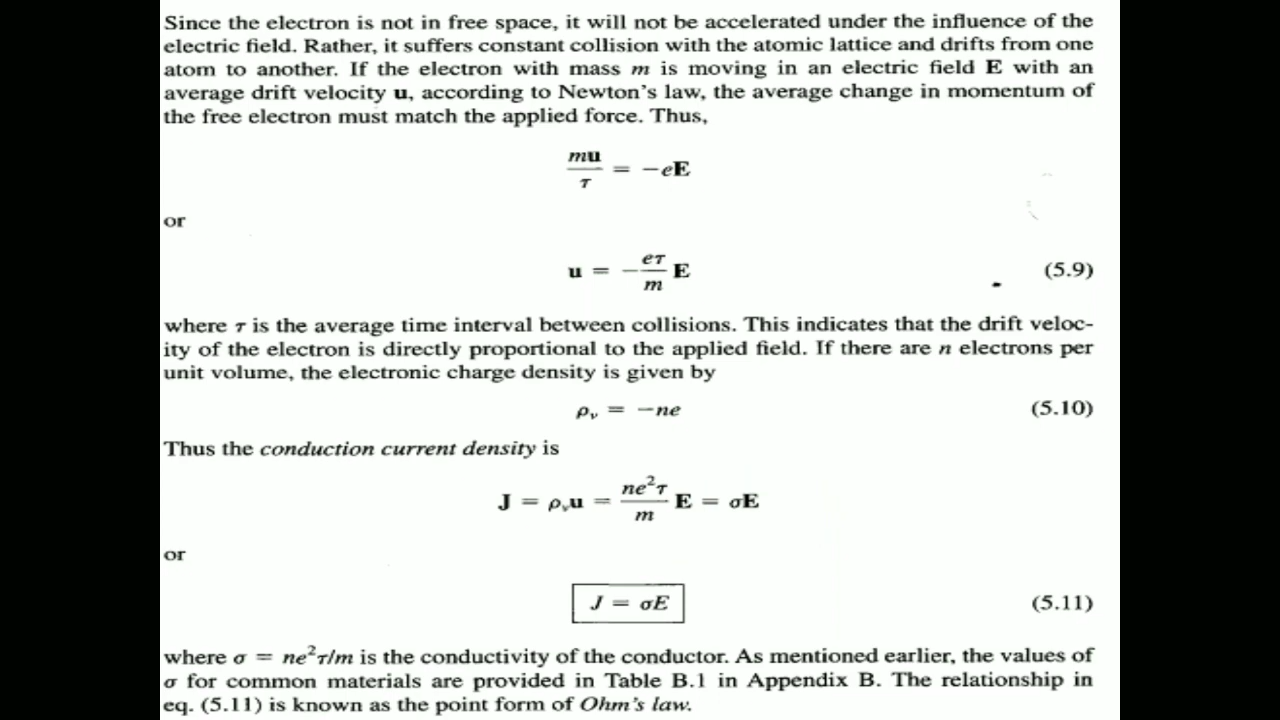 Since the electron is not in free space, it will not be accelerated under the influence of the
electric field. Rather, it suffers constant collision with the atomic lattice and drifts from one
atom to another. If the electron with mass m is moving in an electric field E with an
average drift velocity u, according to Newton's law, the average change in momentum of
the free electron must match the applied force. Thus,
mu/τ = −eE
or
u = −eτ/m E (5.9)
where τ is the average time interval between collisions. This indicates that the drift veloc-
ity of the electron is directly proportional to the applied field. If there are n electrons per
unit volume, the electronic charge density is given by
ρᵥ = −ne (5.10)
Thus the conduction current density is
J = ρᵥu = ne²τ/m E = σE
or
J = σE (5.11)
where σ = ne²τ/m is the conductivity of the conductor. As mentioned earlier, the values of
σ for common materials are provided in Table B.1 in Appendix B. The relationship in
eq. (5.11) is known as the point form of Ohm's law.